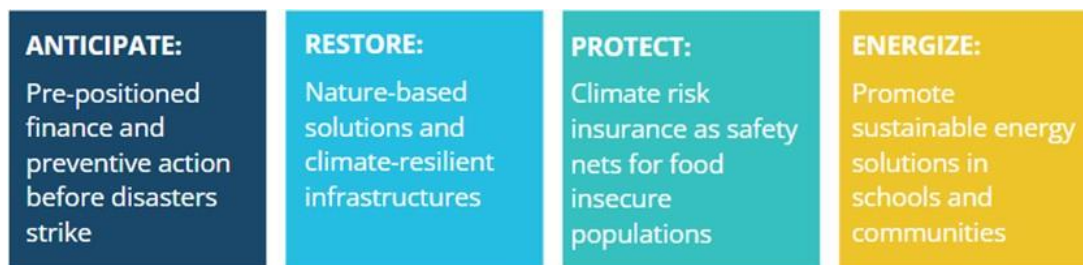 ANTICIPATE:
Pre-positioned
finance and
preventive action
before disasters
strike
RESTORE:
Nature-based
solutions and
climate-resilient
infrastructures
PROTECT:
Climate risk
insurance as safety
nets for food
insecure
populations
ENERGIZE:
Promote
sustainable energy
solutions in
schools and
communities